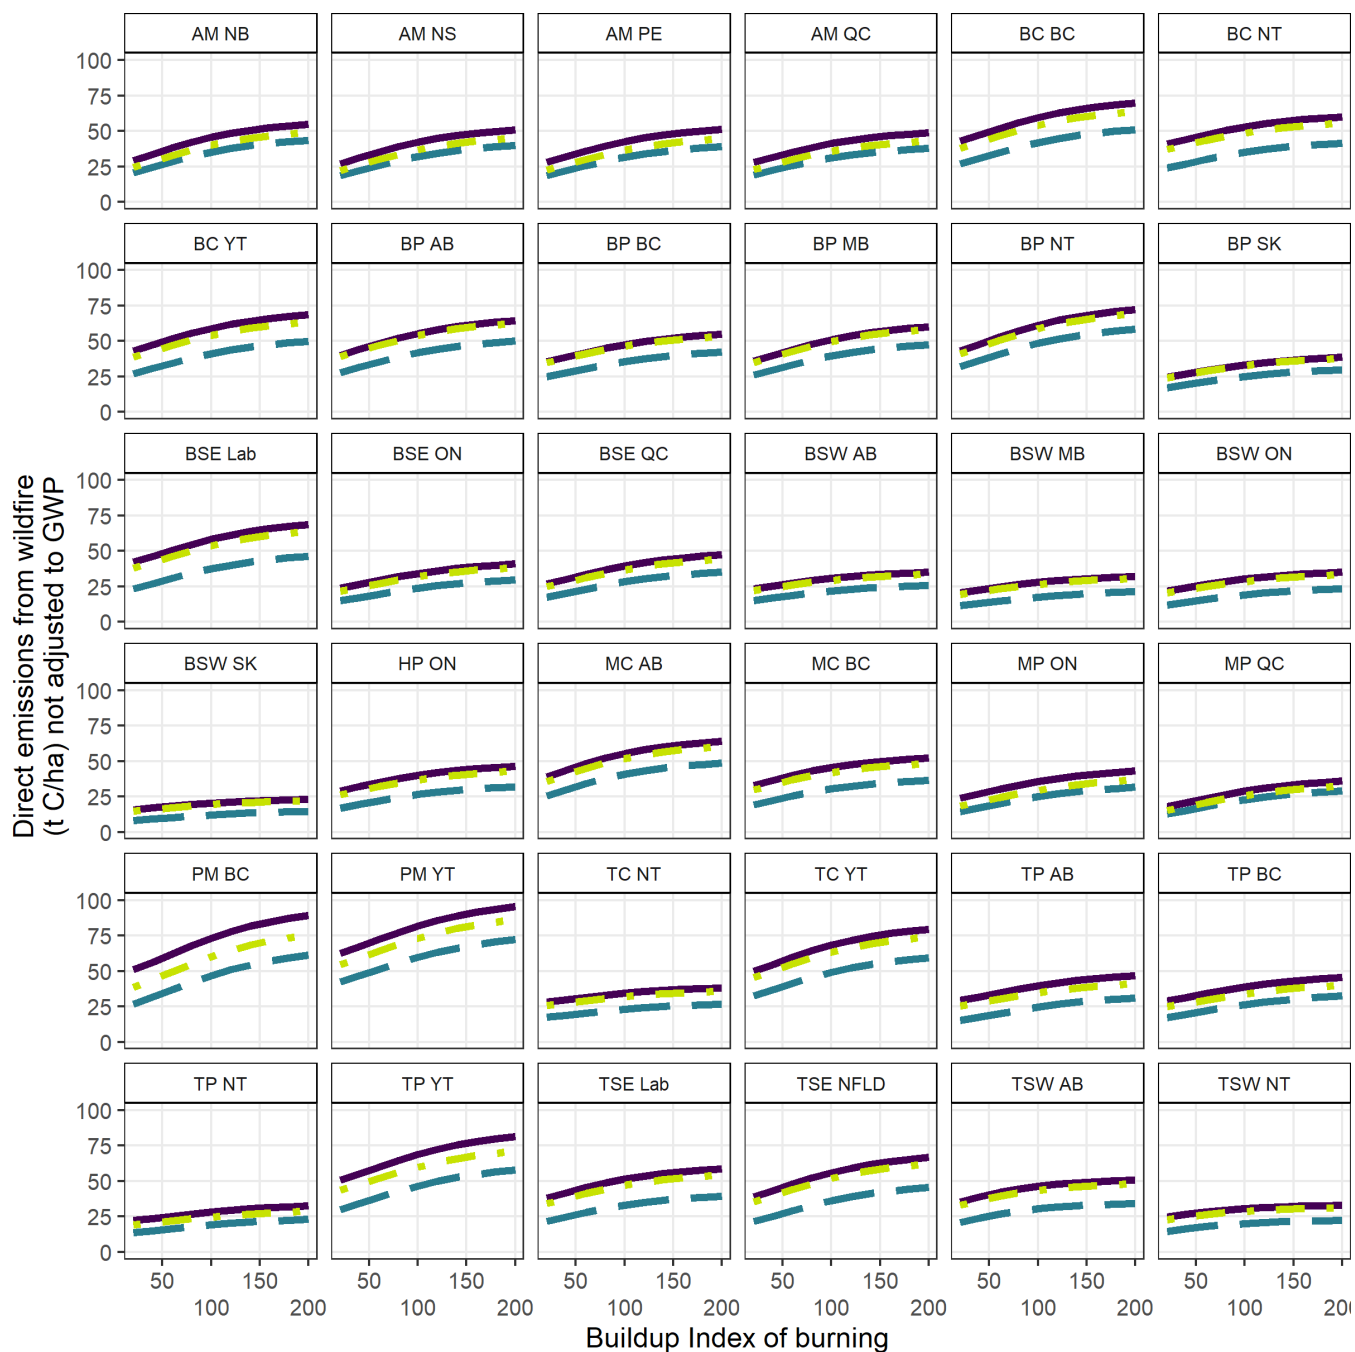 AM NB AM NS AM PE AM QC BC BC BC NT
100
75
50
25
0
BC YT BP AB BP BC BP MB BP NT BP SK
100
75
50
25
0
BSE Lab BSE ON BSE QC BSW AB BSW MB BSW ON
100
75
50
25
0
BSW SK HP ON MC AB MC BC MP ON MP QC
100
75
50
25
0
PM BC PM YT TC NT TC YT TP AB TP BC
100
75
50
25
0
TP NT TP YT TSE Lab TSE NFLD TSW AB TSW NT
100
75
50
25
0
50 150 50 150 50 150 50 150 50 150 50 150
100 200 100 200 100 200 100 200 100 200 100 200
Buildup Index of burning
Direct emissions from wildfire
(t C/ha) not adjusted to GWP